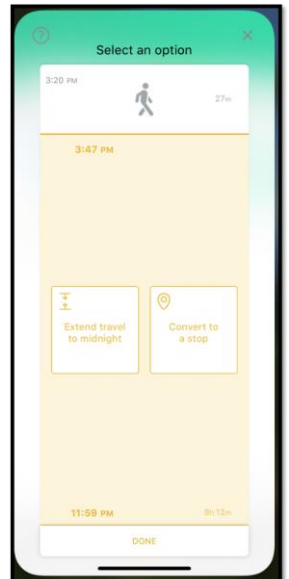 ?
Select an option
×
3:20 PM
27m
3:47 PM
Extend travel
to midnight
Convert to
a stop
11:59 PM
8h 12m
DONE